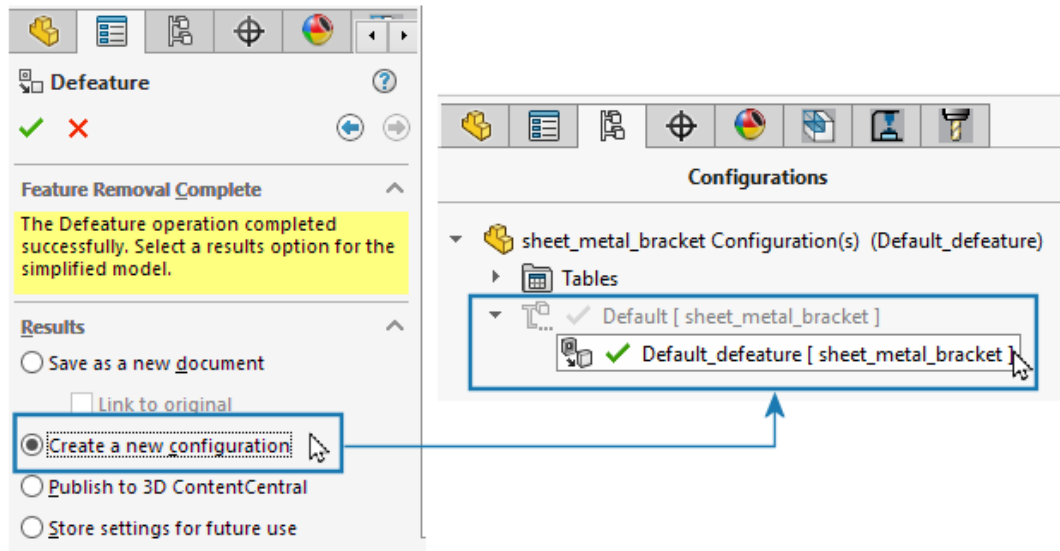 Defeature
Feature Removal Complete
The Defeature operation completed
successfully. Select a results option for the
simplified model.
Results
Save as a new document
Link to original
Create a new configuration
Publish to 3D ContentCentral
Store settings for future use
Configurations
sheet_metal_bracket Configuration(s) (Default_defeature)
Tables
Default [ sheet_metal_bracket ]
Default_defeature [ sheet_metal_bracket ]